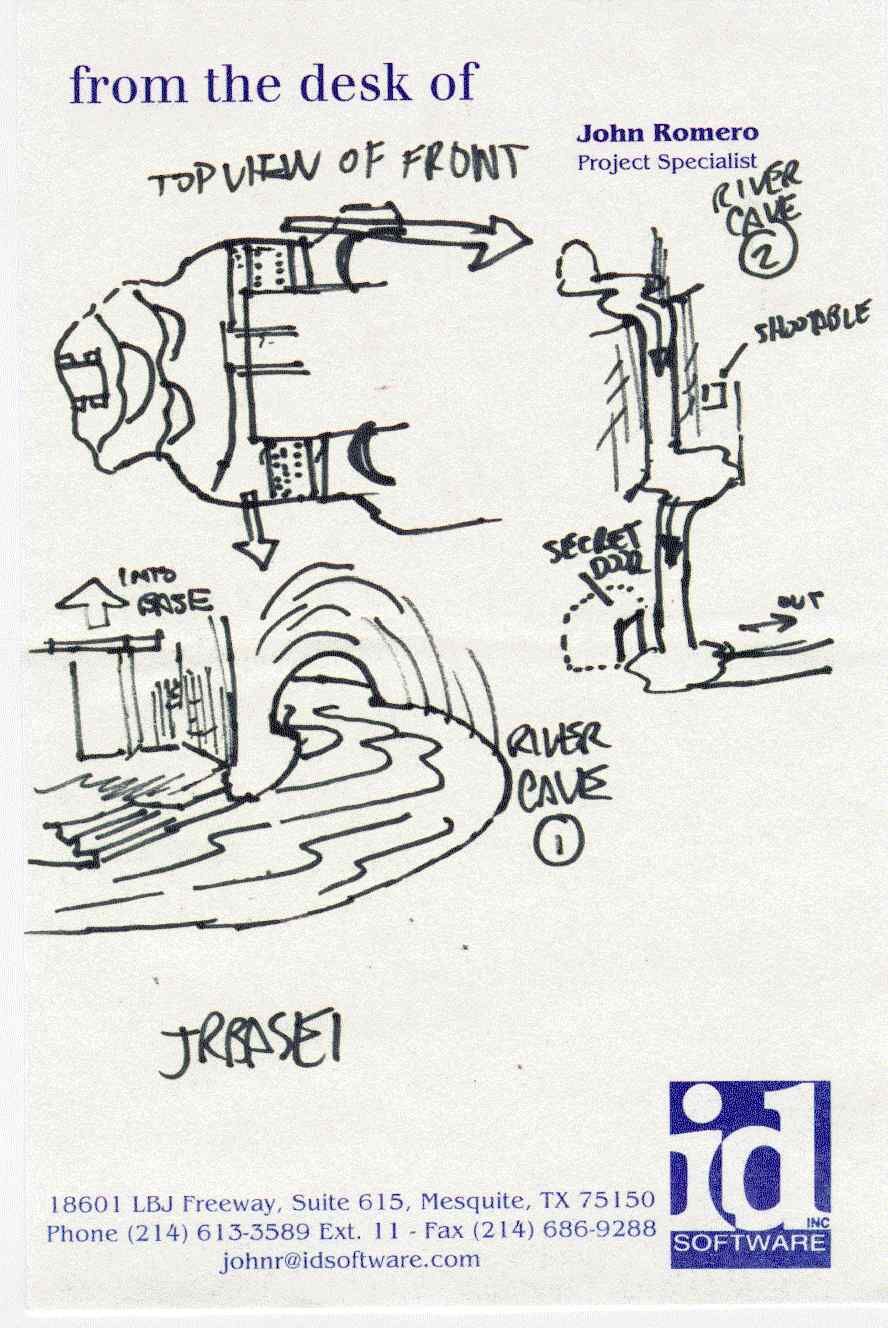 from the desk of
John Romero
Project Specialist
TOP VIEW OF FRONT
RIVER
CAVE
2
SHOOTABLE
SECRET
DOOR
OUT
INTO
BASE
RIVER
CAVE
1
JRBASE1
id
INC
SOFTWARE
18601 LBJ Freeway, Suite 615, Mesquite, TX 75150
Phone (214) 613-3589 Ext. 11 - Fax (214) 686-9288
johnr@idsoftware.com